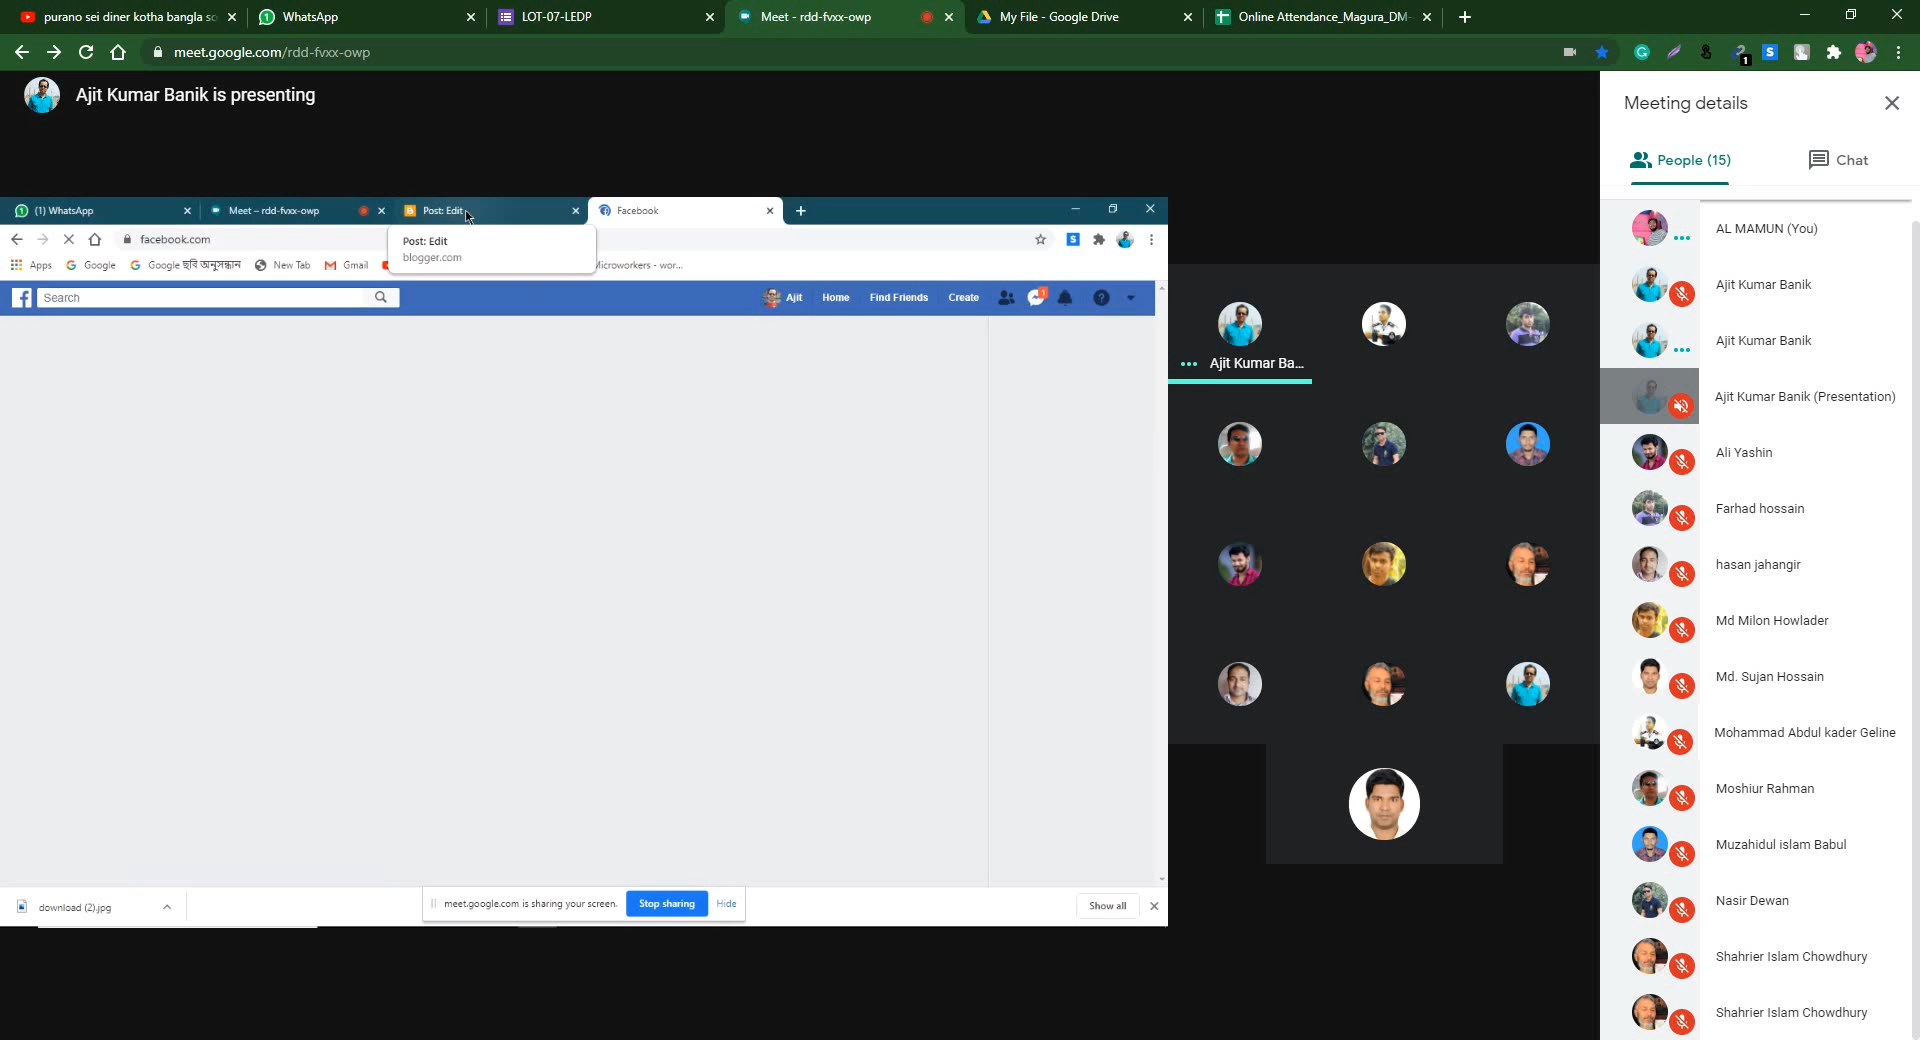 purano sei diner kotha bangla so
WhatsApp
LOT-07-LEDP
Meet - rdd-fvxx-owp
My File - Google Drive
Online Attendance_Magura_DM-
meet.google.com/rdd-fvxx-owp
1
Ajit Kumar Banik is presenting
(1) WhatsApp
Meet – rdd-fvxx-owp
Post: Edit
Facebook
facebook.com
Post: Edit
blogger.com
Apps
Google
Google ছবি অনুসন্ধান
New Tab
Gmail
Microworkers - wor...
Search
Ajit
Home
Find Friends
Create
1
download (2).jpg
meet.google.com is sharing your screen.
Stop sharing
Hide
Show all
Ajit Kumar Ba...
Meeting details
People (15)
Chat
AL MAMUN (You)
Ajit Kumar Banik
Ajit Kumar Banik
Ajit Kumar Banik (Presentation)
Ali Yashin
Farhad hossain
hasan jahangir
Md Milon Howlader
Md. Sujan Hossain
Mohammad Abdul kader Geline
Moshiur Rahman
Muzahidul islam Babul
Nasir Dewan
Shahrier Islam Chowdhury
Shahrier Islam Chowdhury